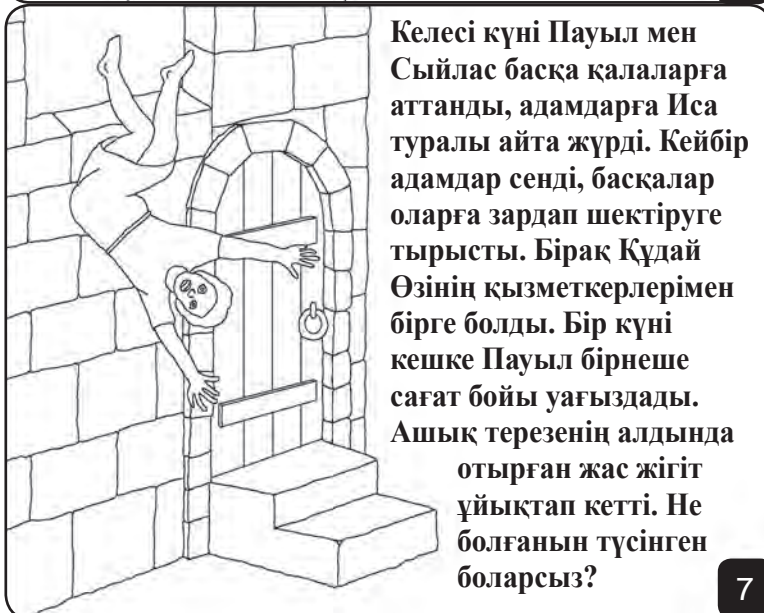 Келесі күні Пауыл мен
Сыйлас басқа қалаларға
аттанды, адамдарға Иса
туралы айта жүрді. Кейбір
адамдар сенді, басқалар
оларға зардап шектіруге
тырысты. Бірақ Құдай
Өзінің қызметкерлерімен
бірге болды. Бір күні
кешке Пауыл бірнеше
сағат бойы уағыздады.
Ашық терезенің алдында
отырған жас жігіт
ұйықтап кетті. Не
болғанын түсінген
боларсыз?
7